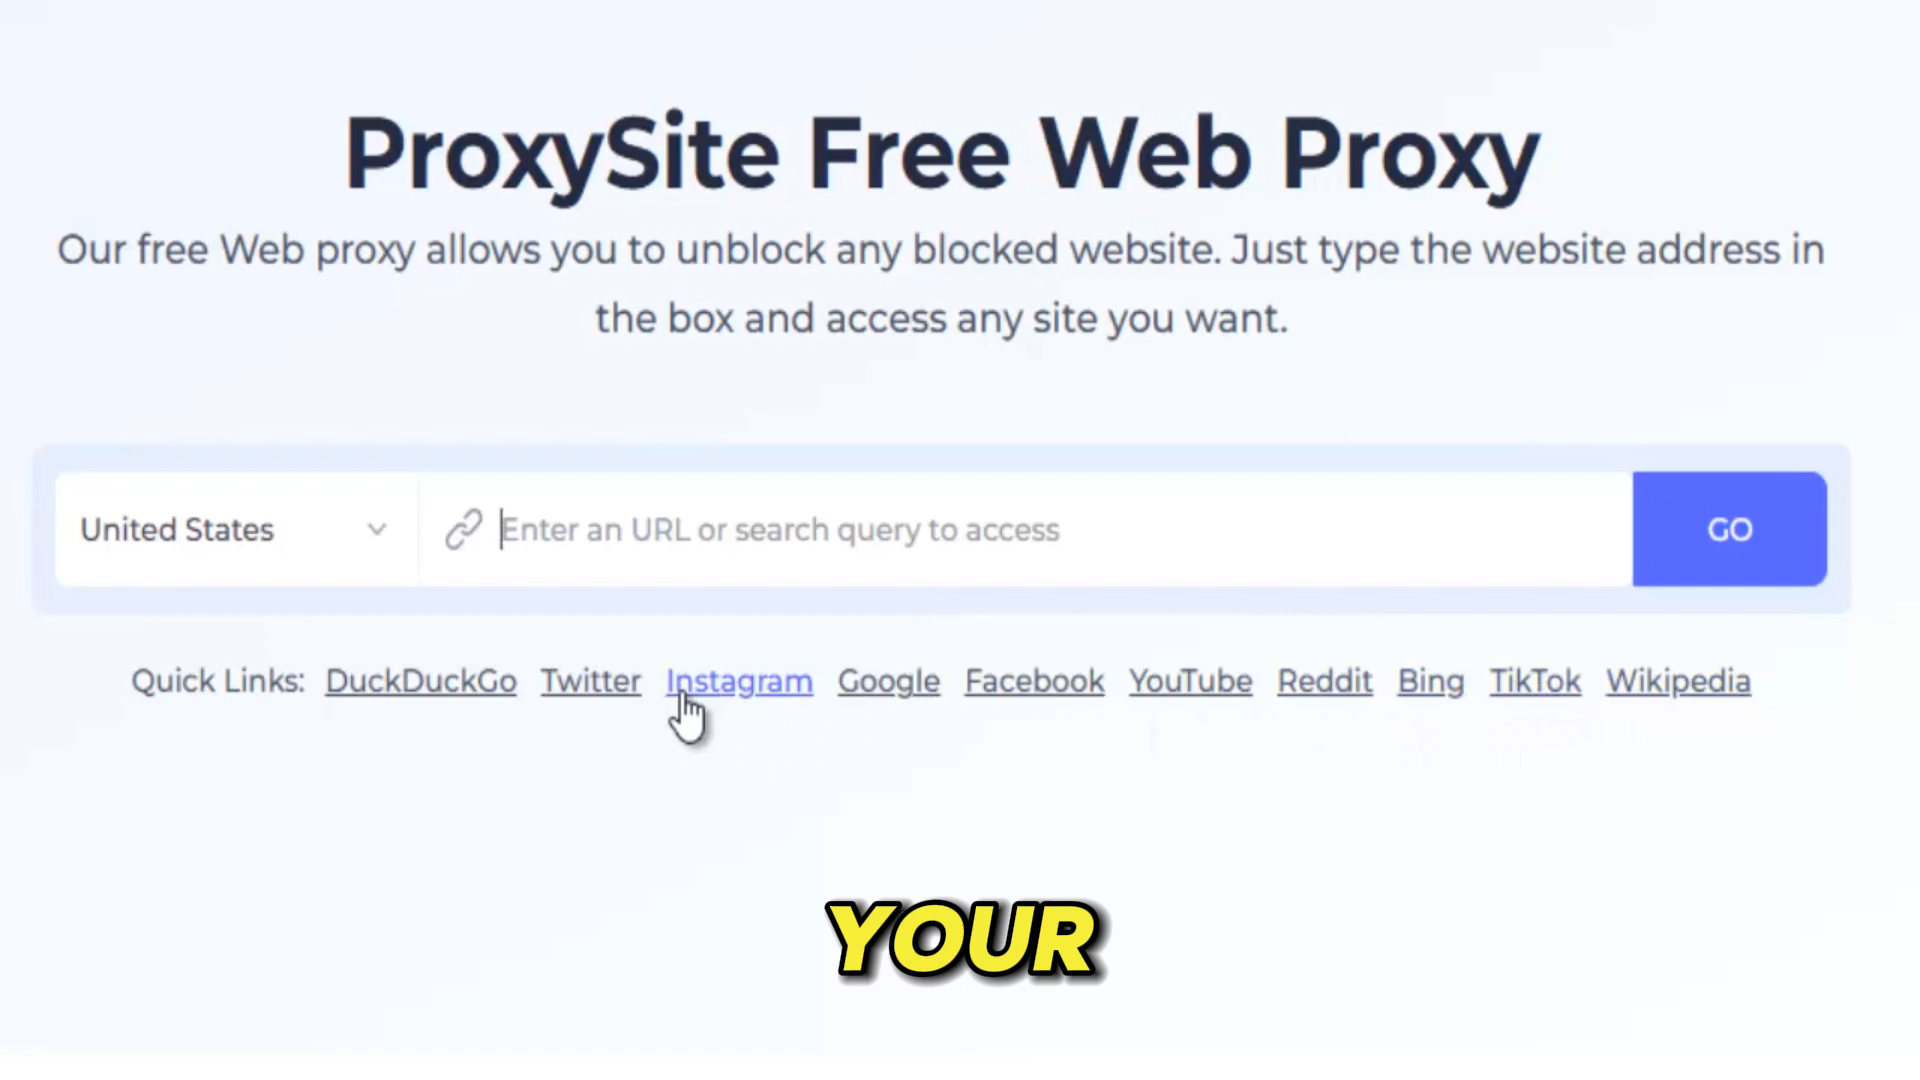 ProxySite Free Web Proxy
Our free Web proxy allows you to unblock any blocked website. Just type the website address in
the box and access any site you want.
United States Enter an URL or search query to access GO
Quick Links: DuckDuckGo Twitter Instagram Google Facebook YouTube Reddit Bing TikTok Wikipedia
YOUR